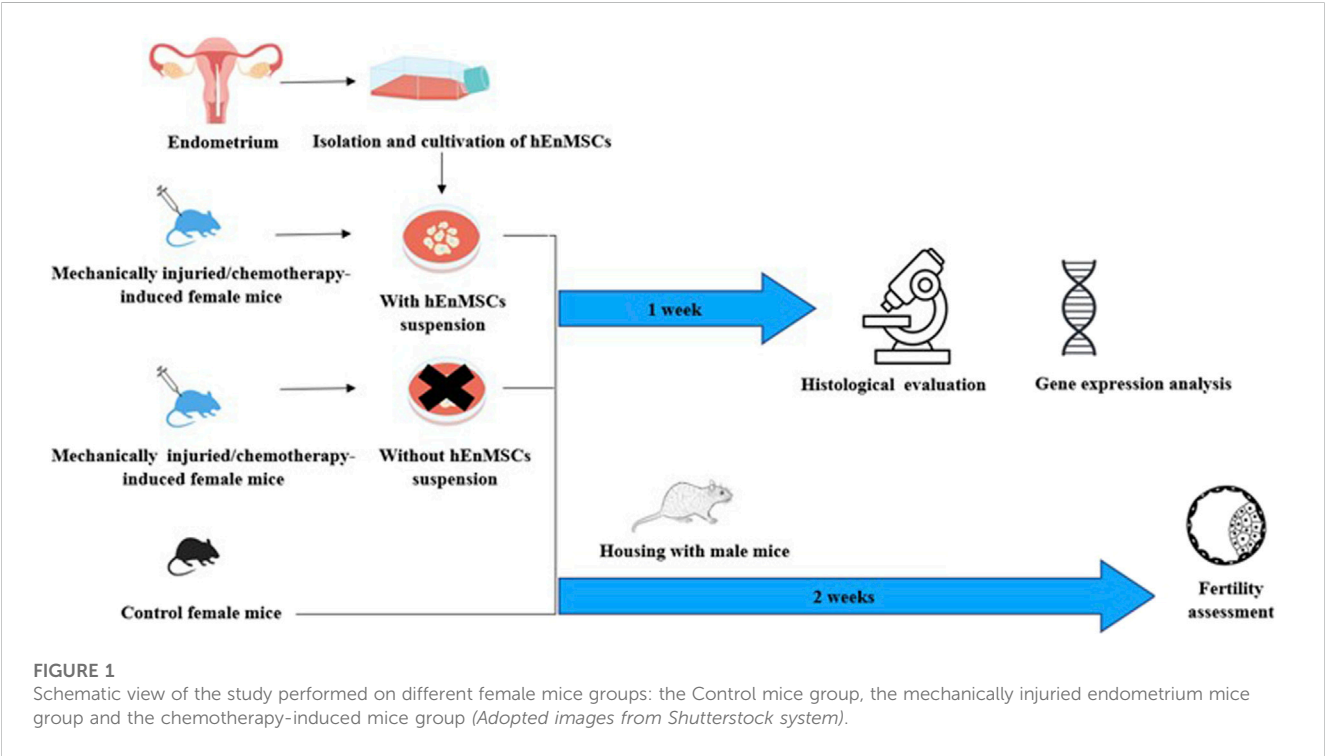 Endometrium
Isolation and cultivation of hEnMSCs
Mechanically injuried/chemotherapy-
induced female mice
With hEnMSCs
suspension
1 week
Histological evaluation
Gene expression analysis
Mechanically injuried/chemotherapy-
induced female mice
Without hEnMSCs
suspension
Housing with male mice
Control female mice
2 weeks
Fertility
assessment
FIGURE 1
Schematic view of the study performed on different female mice groups: the Control mice group, the mechanically injuried endometrium mice
group and the chemotherapy-induced mice group (Adopted images from Shutterstock system).